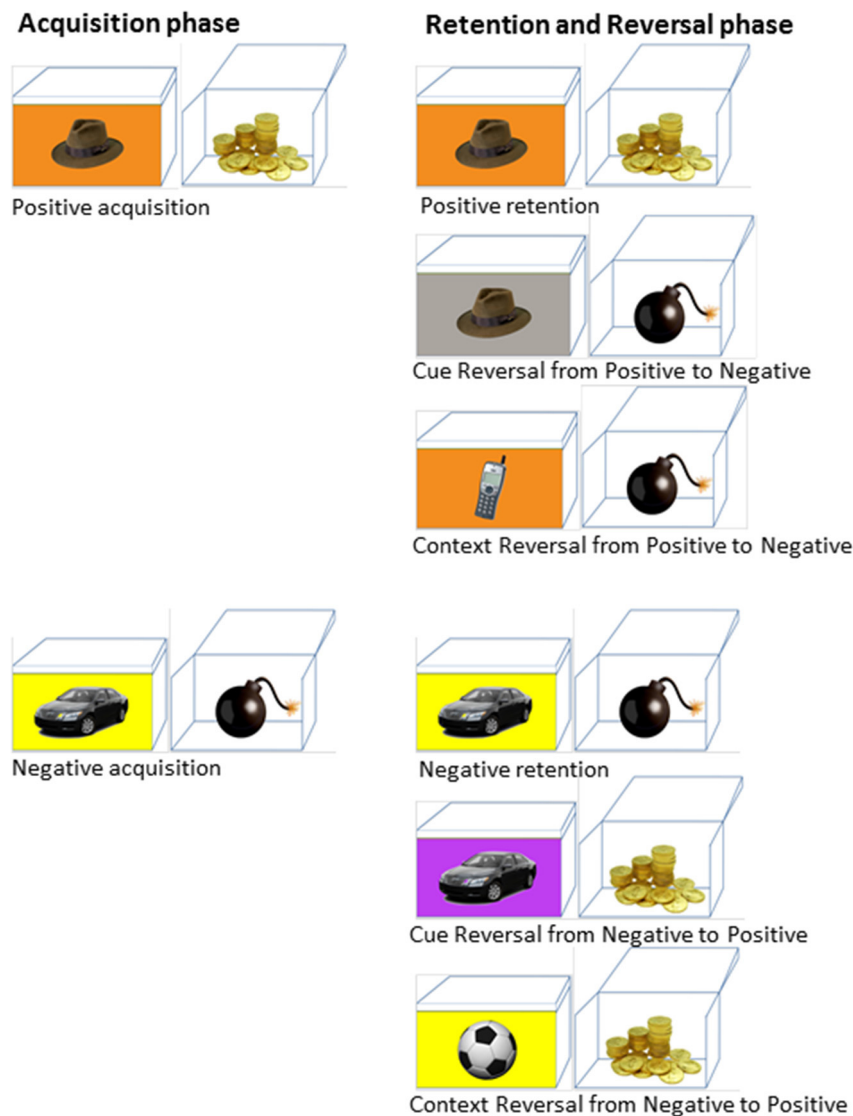 Acquisition phase
Retention and Reversal phase
Positive acquisition
Positive retention
Cue Reversal from Positive to Negative
Context Reversal from Positive to Negative
Negative acquisition
Negative retention
Cue Reversal from Negative to Positive
Context Reversal from Negative to Positive